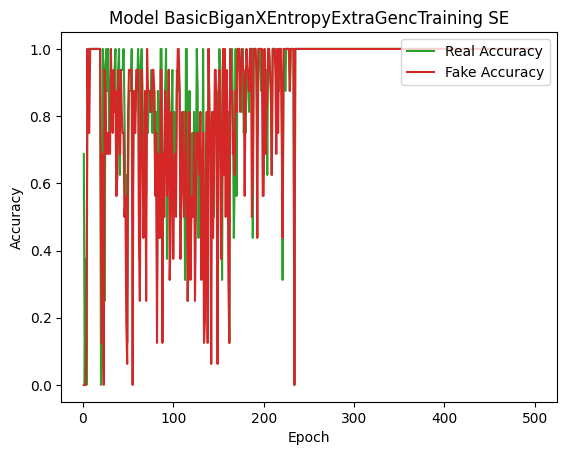 Model BasicBiganXEntropyExtraGencTraining SE
1.0
0.8
0.6
0.4
0.2
0.0
Accuracy
Real Accuracy
Fake Accuracy
0 100 200 300 400 500
Epoch